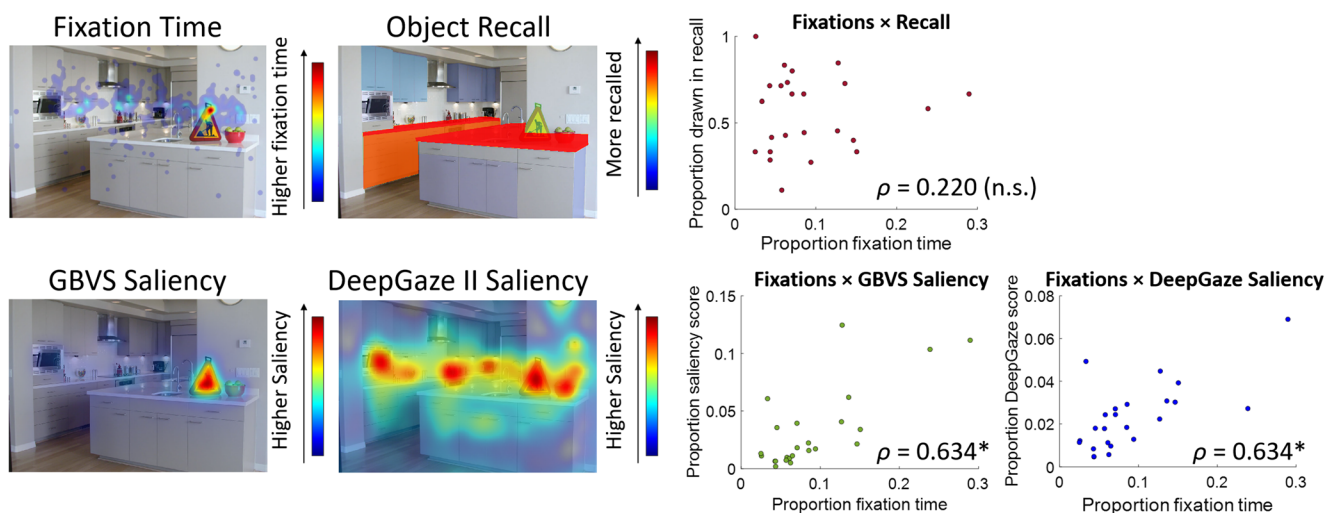 Fixation Time
Higher fixation time
Object Recall
More recalled
Fixations × Recall
Proportion drawn in recall
1
0.5
0
ρ = 0.220 (n.s.)
0
0.1
0.2
0.3
Proportion fixation time
GBVS Saliency
Higher Saliency
DeepGaze II Saliency
Higher Saliency
Fixations × GBVS Saliency
Proportion saliency score
0.15
0.1
0.05
0
ρ = 0.634*
0
0.1
0.2
0.3
Proportion fixation time
Fixations × DeepGaze Saliency
Proportion DeepGaze score
0.08
0.06
0.04
0.02
0
ρ = 0.634*
0
0.1
0.2
0.3
Proportion fixation time